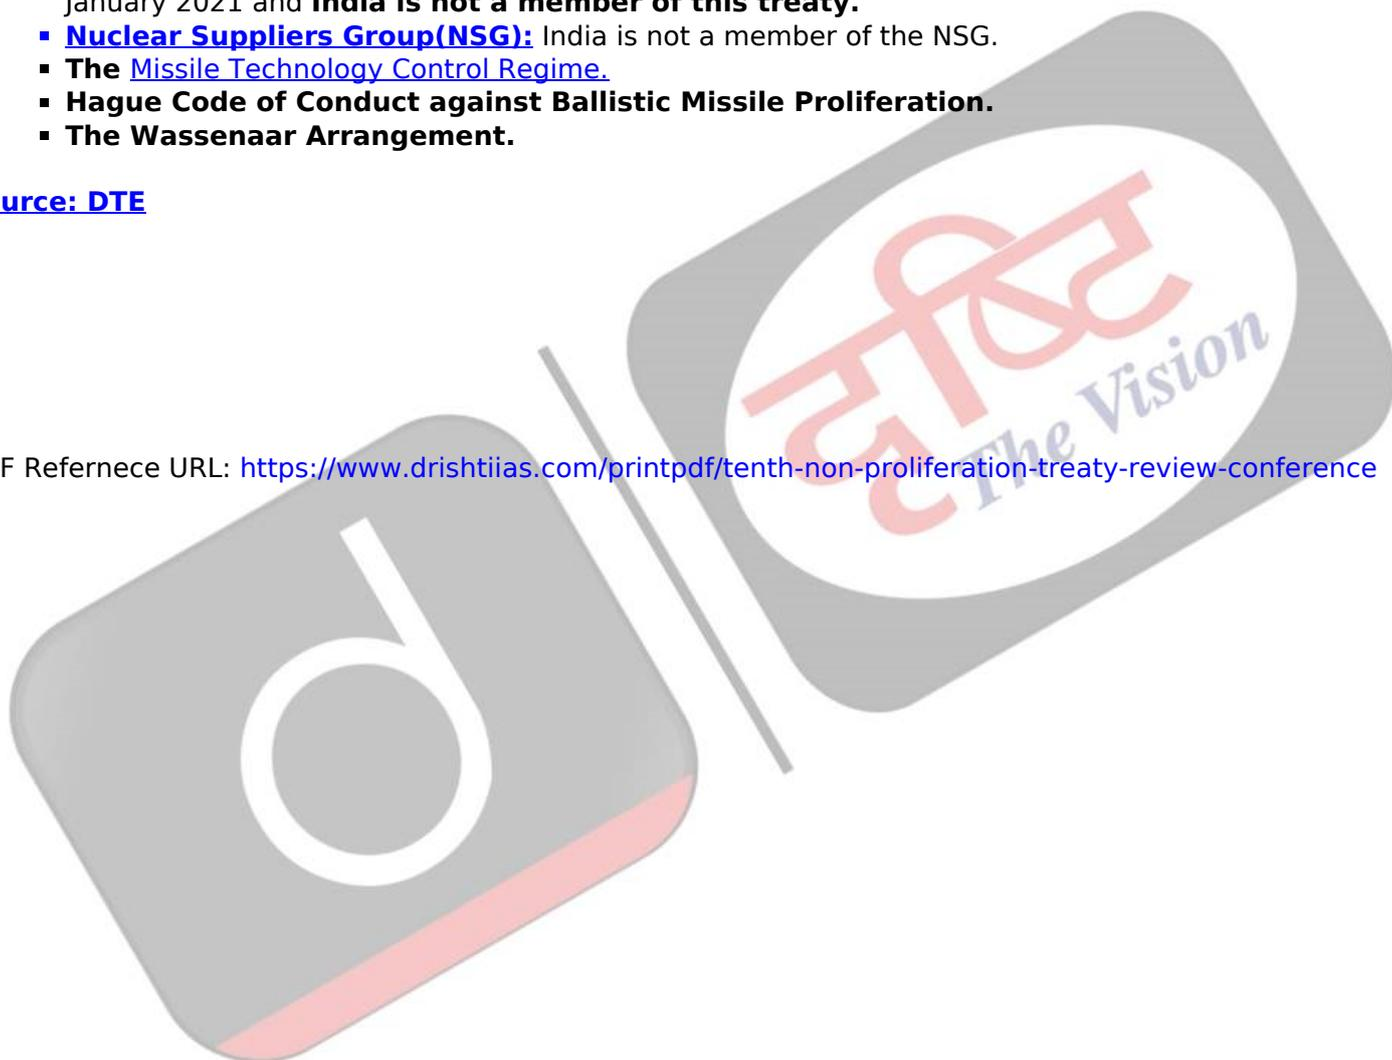 January 2021 and India is not a member of this treaty.
Nuclear Suppliers Group(NSG): India is not a member of the NSG.
The Missile Technology Control Regime.
Hague Code of Conduct against Ballistic Missile Proliferation.
The Wassenaar Arrangement.
urce: DTE
दृष्टि
The Vision
F Refernece URL: https://www.drishtiias.com/printpdf/tenth-non-proliferation-treaty-review-conference
d